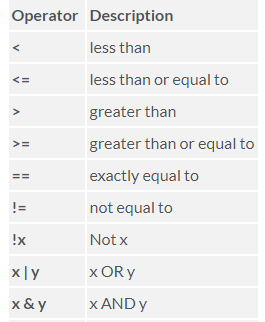 Operator Description
< less than
<= less than or equal to
> greater than
>= greater than or equal to
== exactly equal to
!= not equal to
!x Not x
x | y x OR y
x & y x AND y